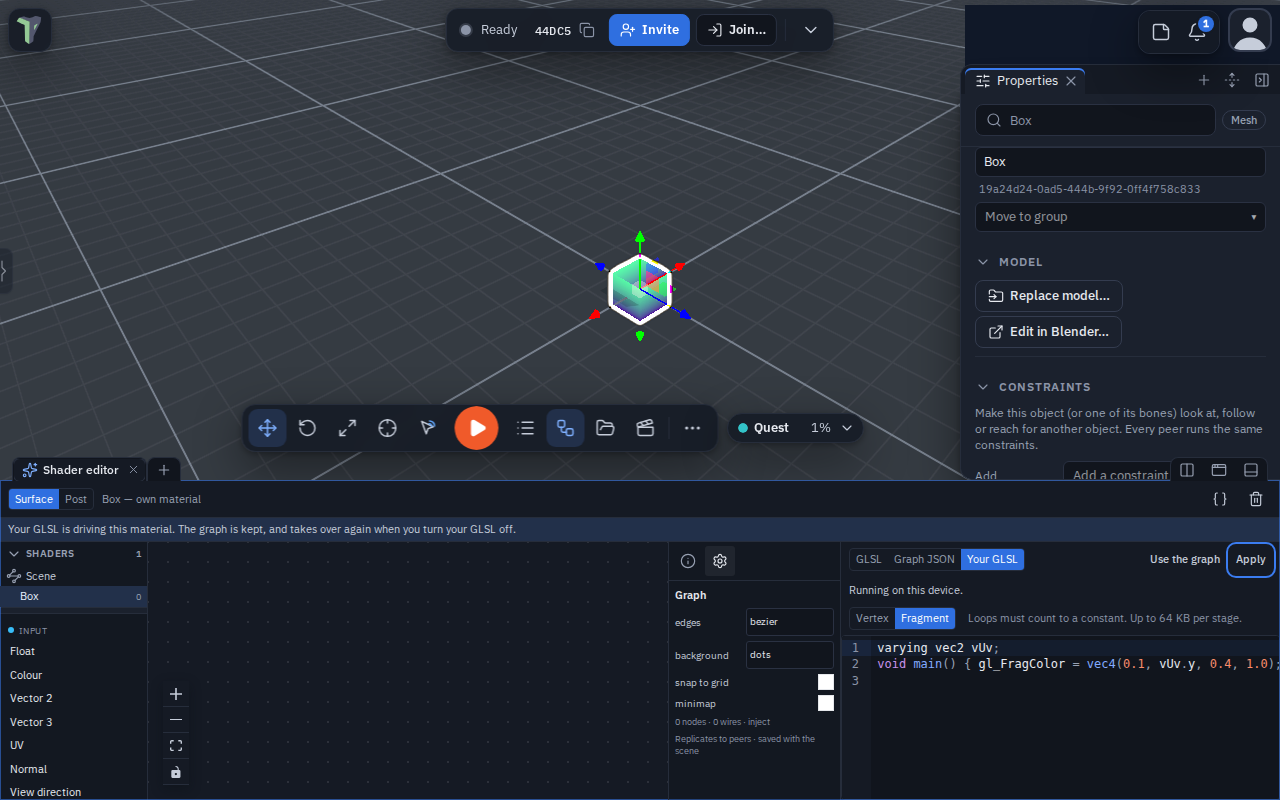 Ready 44DC5 Invite Join...
1
Properties
Box Mesh
Box
19a24d24-0ad5-444b-9f92-0ff4f758c833
Move to group
MODEL
Replace model...
Edit in Blender...
CONSTRAINTS
Make this object (or one of its bones) look at, follow
or reach for another object. Every peer runs the same
constraints.
Add Add a constraint
Quest 1%
Shader editor
Surface Post Box — own material
{}
Your GLSL is driving this material. The graph is kept, and takes over again when you turn your GLSL off.
SHADERS 1
Scene
Box 0
INPUT
Float
Colour
Vector 2
Vector 3
UV
Normal
View direction
Graph
edges bezier
background dots
snap to grid
minimap
0 nodes · 0 wires · inject
Replicates to peers · saved with the
scene
GLSL Graph JSON Your GLSL Use the graph Apply
Running on this device.
Vertex Fragment Loops must count to a constant. Up to 64 KB per stage.
1 varying vec2 vUv;
2 void main() { gl_FragColor = vec4(0.1, vUv.y, 0.4, 1.0);
3